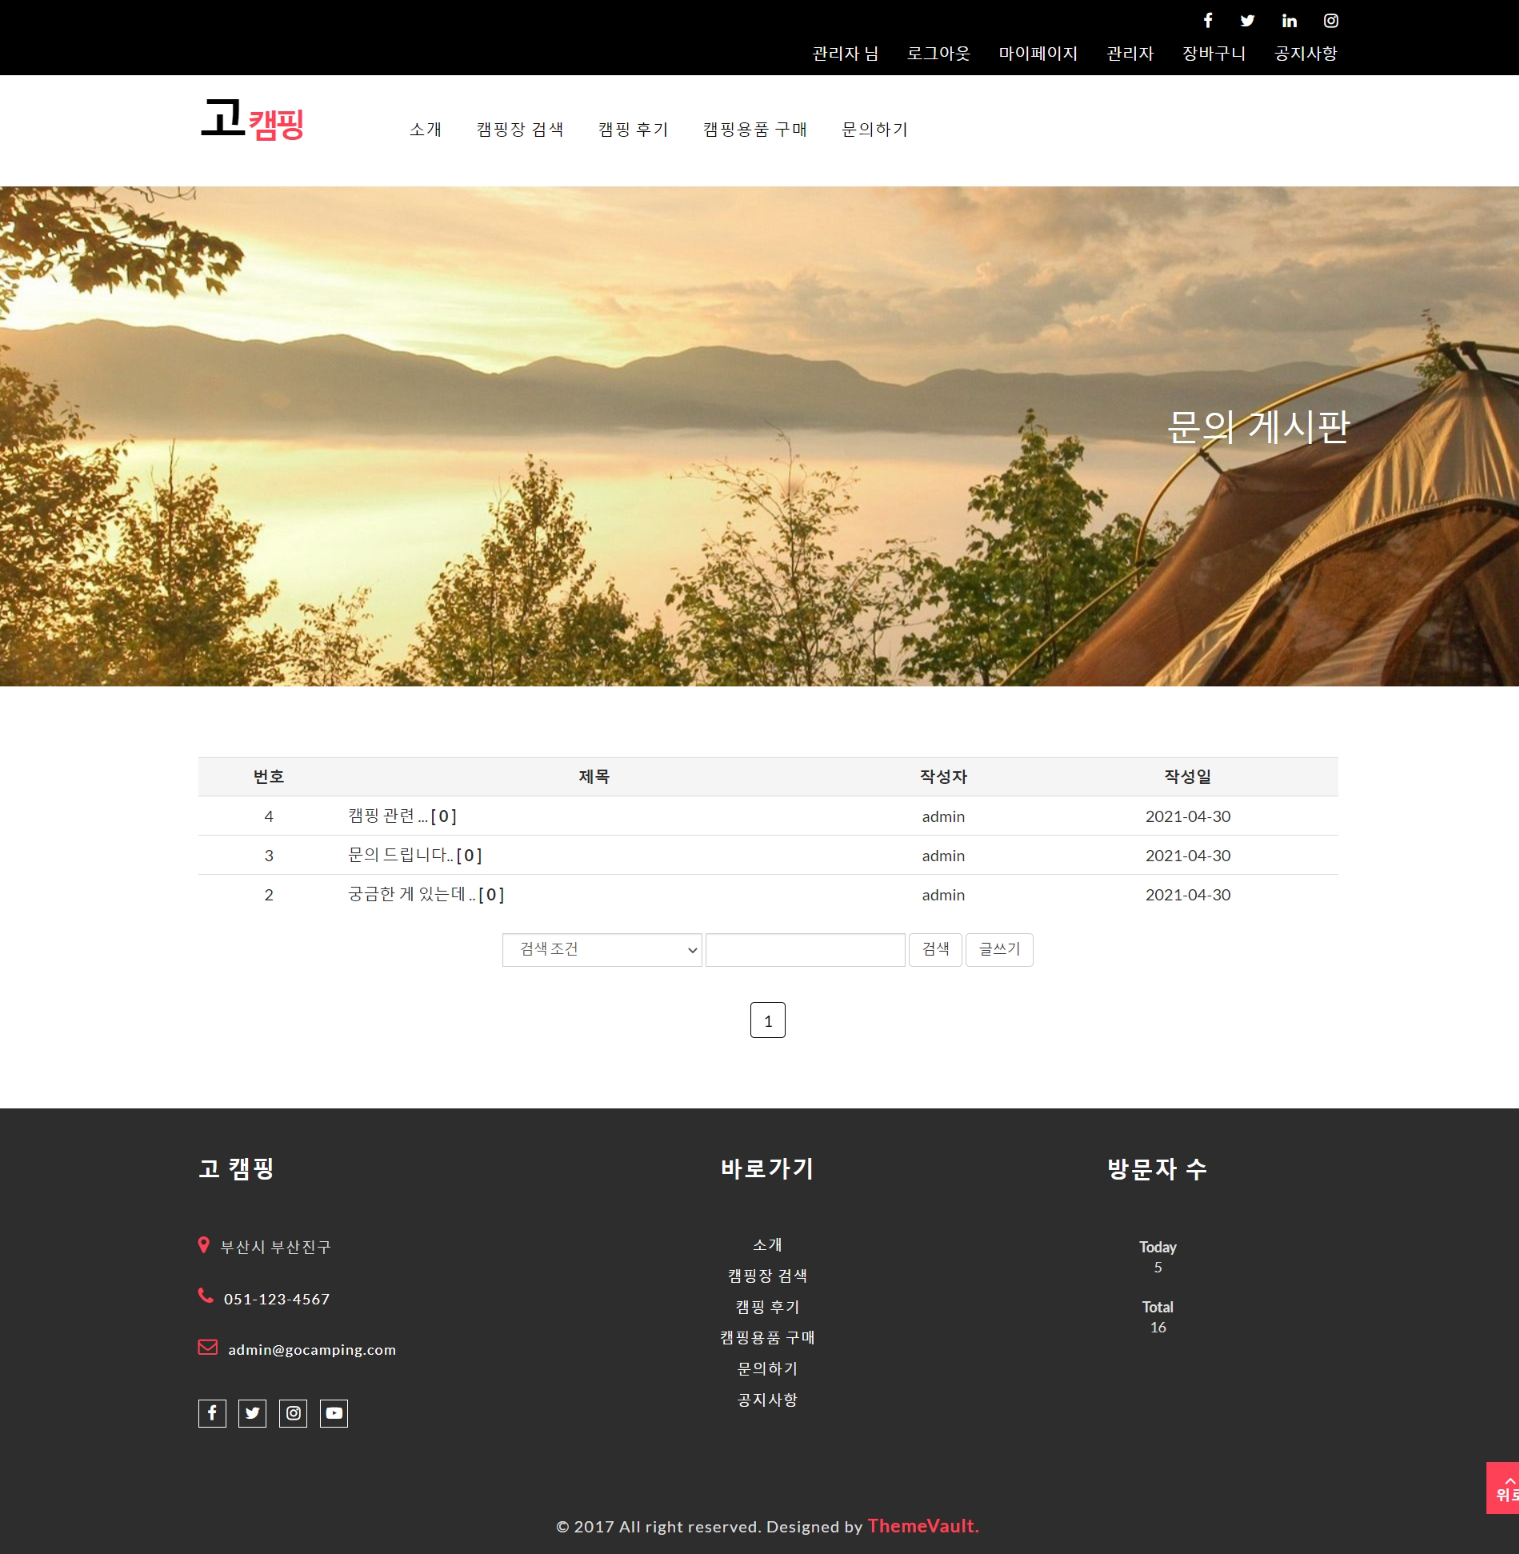 관리자 님 로그아웃 마이페이지 관리자 장바구니 공지사항
고 캠핑
소개 캠핑장 검색 캠핑 후기 캠핑용품 구매 문의하기
문의 게시판
번호 제목 작성자 작성일
4 캠핑 관련 ... [ 0 ] admin 2021-04-30
3 문의 드립니다.. [ 0 ] admin 2021-04-30
2 궁금한 게 있는데 .. [ 0 ] admin 2021-04-30
검색 조건 검색 글쓰기
1
고 캠핑
부산시 부산진구
051-123-4567
admin@gocamping.com
바로가기
소개
캠핑장 검색
캠핑 후기
캠핑용품 구매
문의하기
공지사항
방문자 수
Today
5
Total
16
위로
© 2017 All right reserved. Designed by ThemeVault.